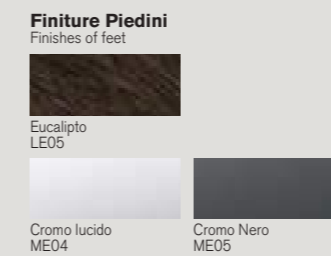 Finiture Piedini
Finishes of feet
Eucalipto
LE05
Cromo lucido
ME04
Cromo Nero
ME05